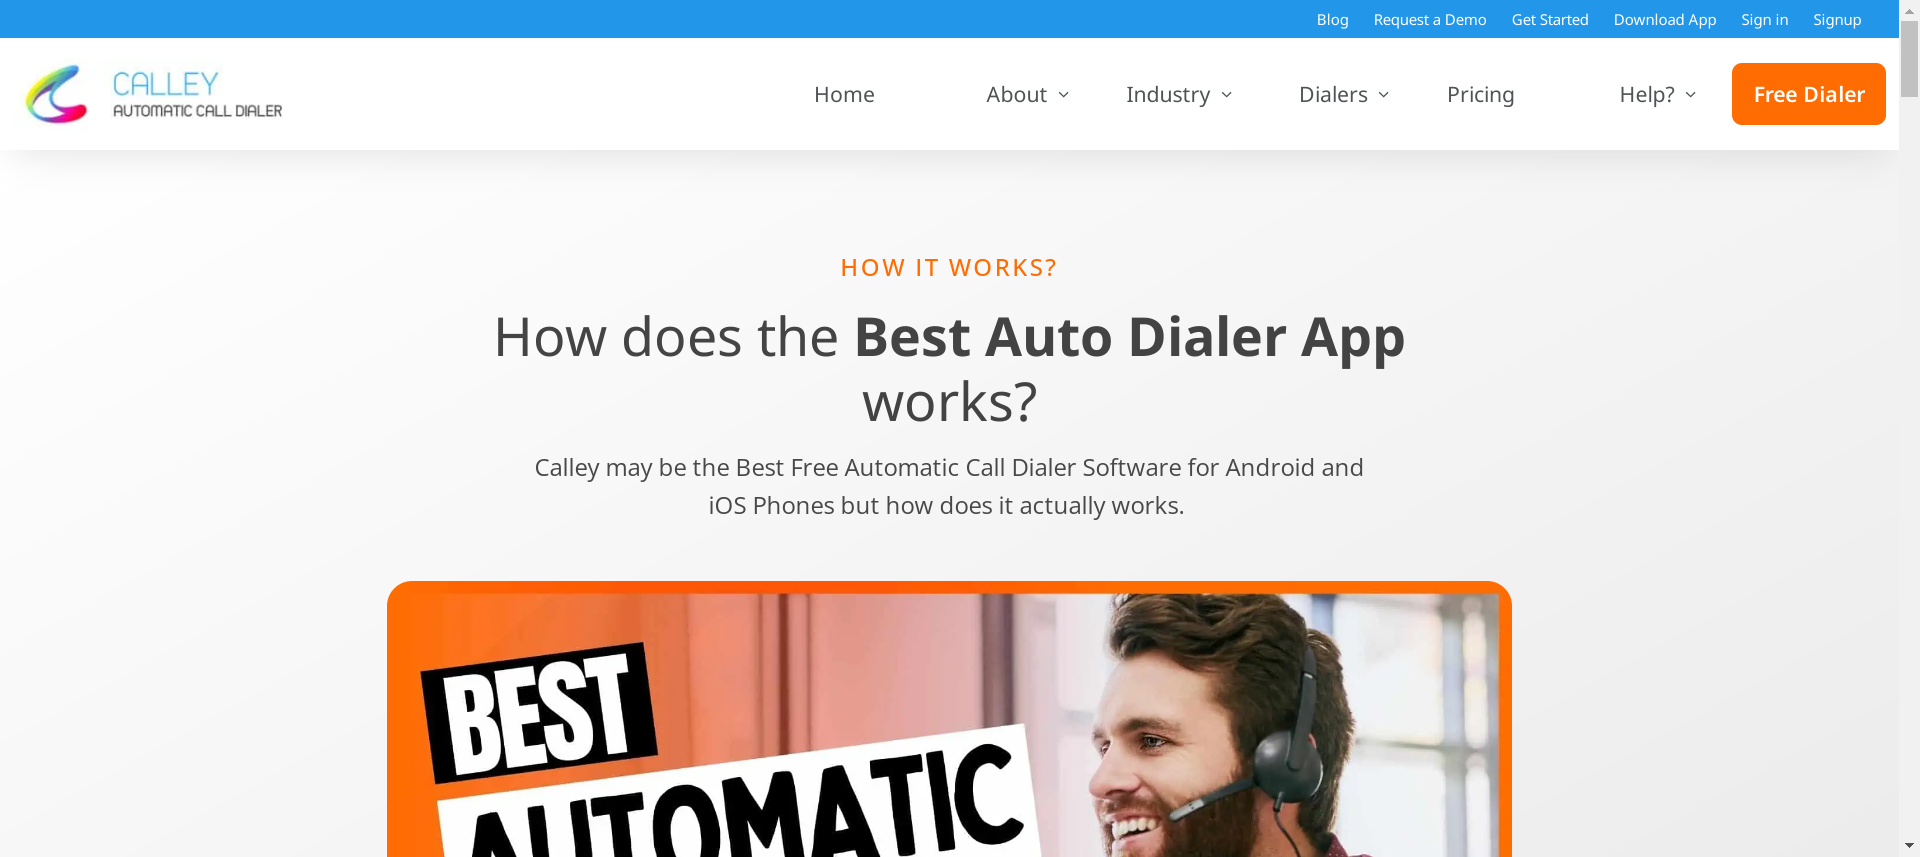 Blog Request a Demo Get Started Download App Sign in Signup
CALLEY
AUTOMATIC CALL DIALER
Home About Industry Dialers Pricing Help? Free Dialer
HOW IT WORKS?
How does the Best Auto Dialer App
works?
Calley may be the Best Free Automatic Call Dialer Software for Android and
iOS Phones but how does it actually works.
BEST
AUTOMATIC